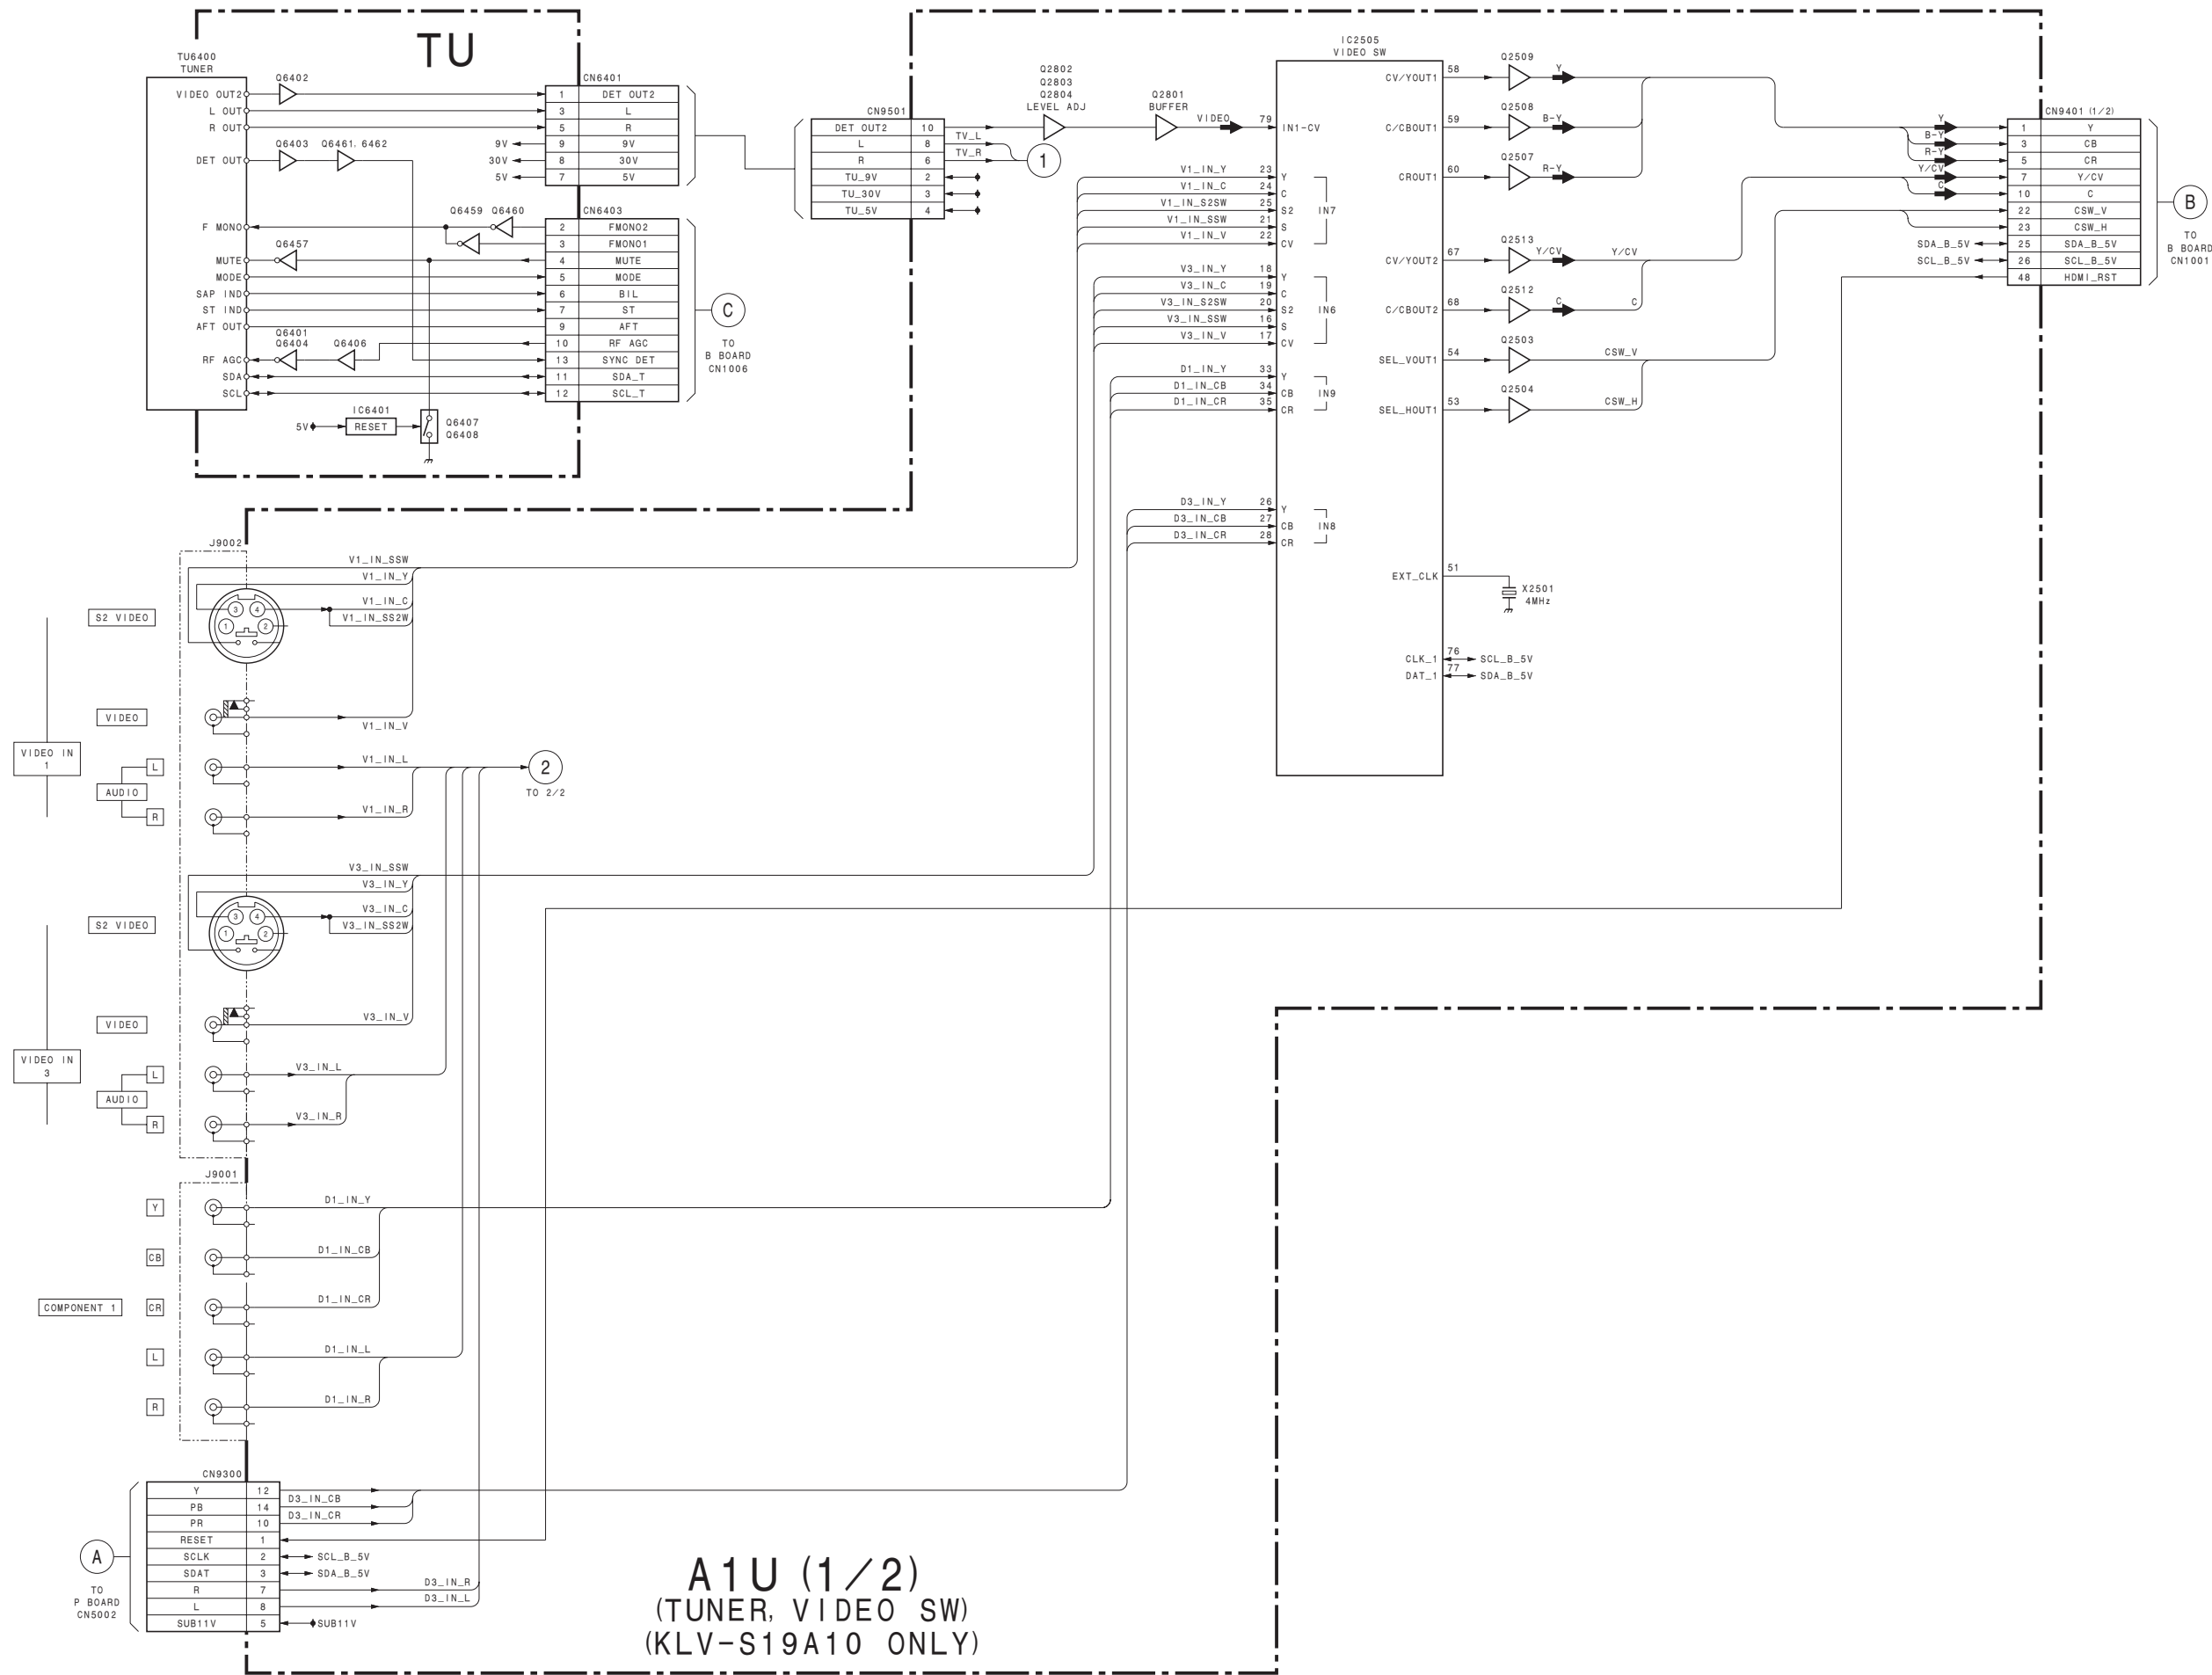 TU
TU6400
TUNER
VIDEO OUT2
L OUT
R OUT
DET OUT
F MONO
MUTE
MODE
SAP IND
ST IND
AFT OUT
RF AGC
SDA
SCL
Q6402
Q6403
Q6461, 6462
Q6459
Q6460
Q6457
Q6401
Q6404
Q6406
IC6401
5V
RESET
Q6407
Q6408
9V
30V
5V
CN6401
1 DET OUT2
3 L
5 R
9 9V
8 30V
7 5V
CN6403
2 FMONO2
3 FMONO1
4 MUTE
5 MODE
6 BIL
7 ST
9 AFT
10 RF AGC
13 SYNC DET
11 SDA_T
12 SCL_T
C
TO
B BOARD
CN1006
CN9501
DET OUT2 10
L 8
R 6
TU_9V 2
TU_30V 3
TU_5V 4
TV_L
TV_R
1
Q2802
Q2803
Q2804
LEVEL ADJ
Q2801
BUFFER
VIDEO
IC2505
VIDEO SW
79 IN1-CV
V1_IN_Y 23 Y
V1_IN_C 24 C
V1_IN_S2SW 25 S2
V1_IN_SSW 21 S
V1_IN_V 22 CV
IN7
V3_IN_Y 18 Y
V3_IN_C 19 C
V3_IN_S2SW 20 S2
V3_IN_SSW 16 S
V3_IN_V 17 CV
IN6
D1_IN_Y 33 Y
D1_IN_CB 34 CB
D1_IN_CR 35 CR
IN9
D3_IN_Y 26 Y
D3_IN_CB 27 CB
D3_IN_CR 28 CR
IN8
CV/YOUT1 58 Q2509 Y
C/CBOUT1 59 Q2508 B-Y
CROUT1 60 Q2507 R-Y
CV/YOUT2 67 Q2513 Y/CV Y/CV
C/CBOUT2 68 Q2512 C C
SEL_VOUT1 54 Q2503 CSW_V
SEL_HOUT1 53 Q2504 CSW_H
EXT_CLK 51
X2501
4MHz
CLK_1 76 SCL_B_5V
DAT_1 77 SDA_B_5V
CN9401 (1/2)
Y 1 Y
B-Y 3 CB
R-Y 5 CR
Y/CV 7 Y/CV
C 10 C
22 CSW_V
23 CSW_H
SDA_B_5V 25 SDA_B_5V
SCL_B_5V 26 SCL_B_5V
48 HDMI_RST
B
TO
B BOARD
CN1001
J9002
V1_IN_SSW
V1_IN_Y
V1_IN_C
V1_IN_SS2W
3 4
1 2
S2 VIDEO
VIDEO
V1_IN_V
VIDEO IN
1
L
AUDIO
R
V1_IN_L
V1_IN_R
2
TO 2/2
V3_IN_SSW
V3_IN_Y
V3_IN_C
V3_IN_SS2W
3 4
1 2
S2 VIDEO
VIDEO
V3_IN_V
VIDEO IN
3
L
AUDIO
R
V3_IN_L
V3_IN_R
J9001
Y D1_IN_Y
CB D1_IN_CB
COMPONENT 1
CR D1_IN_CR
L D1_IN_L
R D1_IN_R
CN9300
Y 12
PB 14 D3_IN_CB
PR 10 D3_IN_CR
RESET 1
SCLK 2 SCL_B_5V
SDAT 3 SDA_B_5V
R 7 D3_IN_R
L 8 D3_IN_L
SUB11V 5 SUB11V
A
TO
P BOARD
CN5002
A1U (1/2)
(TUNER, VIDEO SW)
(KLV-S19A10 ONLY)